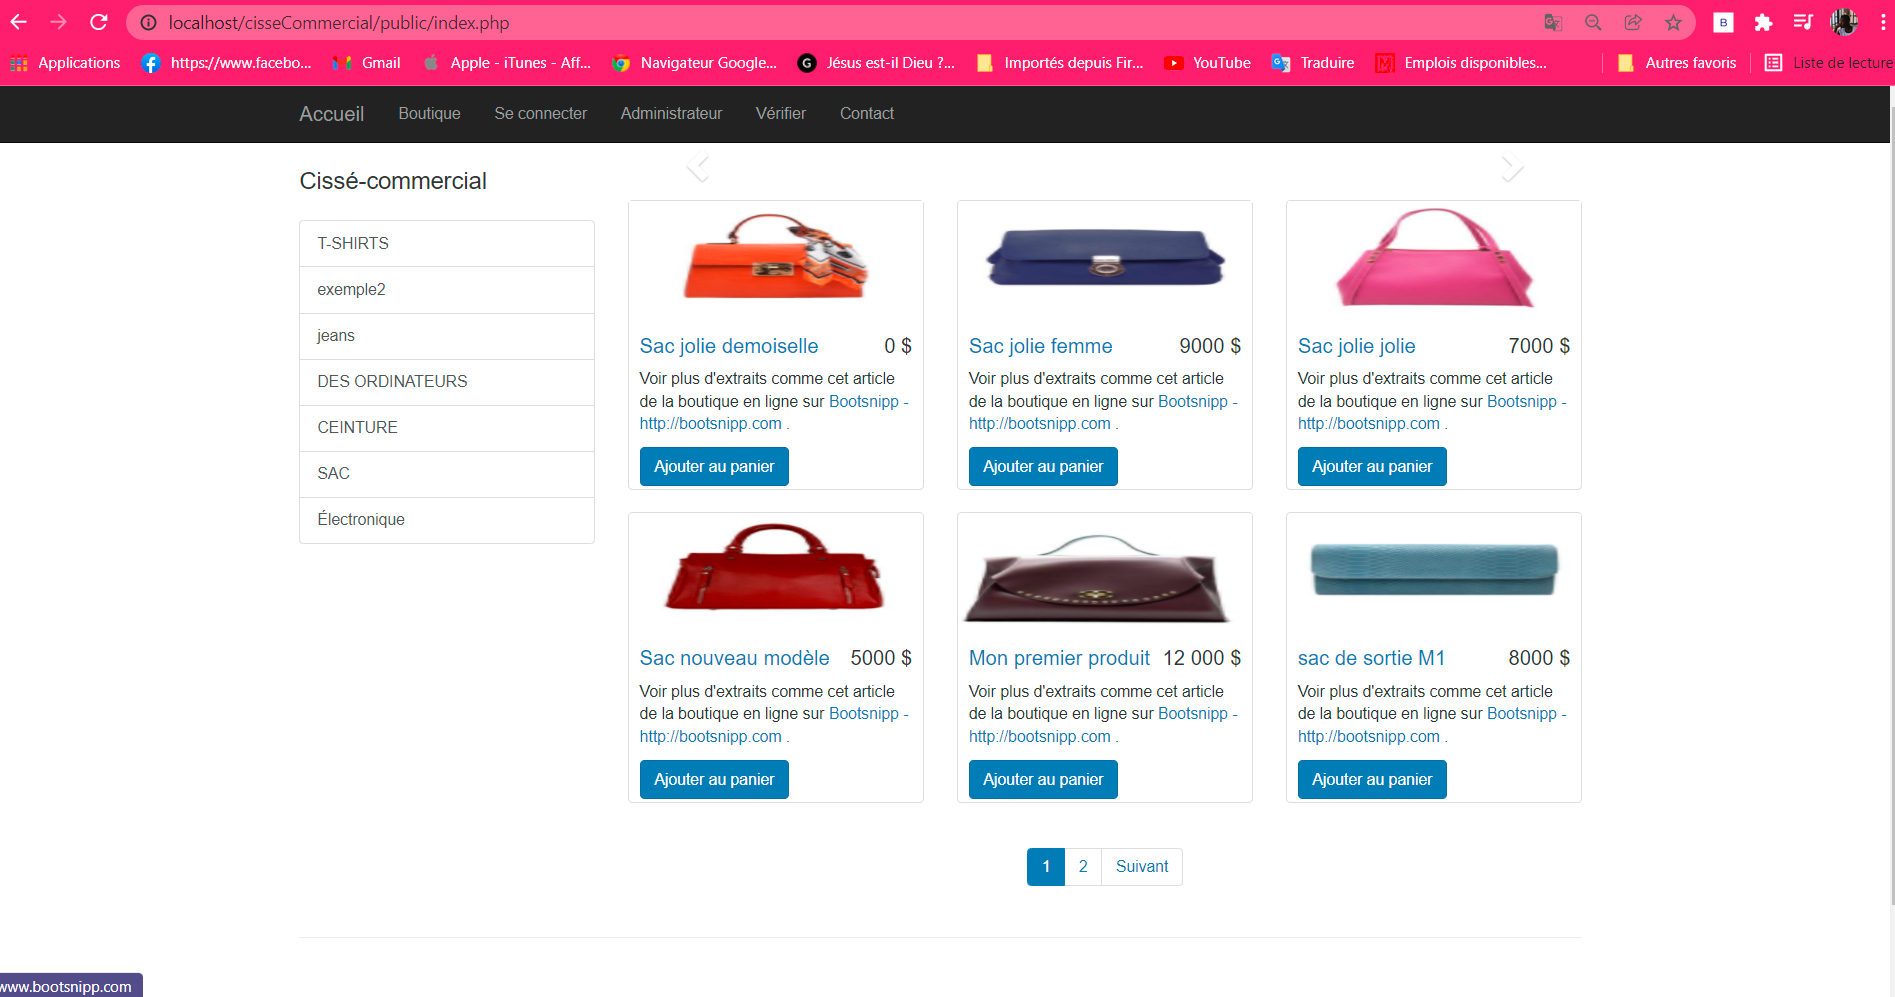 localhost/cisseCommercial/public/index.php
B
Applications
https://www.facebo...
Gmail
Apple - iTunes - Aff...
Navigateur Google...
G
Jésus est-il Dieu ?...
Importés depuis Fir...
YouTube
Traduire
M
Emplois disponibles...
Autres favoris
Liste de lecture
Accueil
Boutique
Se connecter
Administrateur
Vérifier
Contact
Cissé-commercial
T-SHIRTS
exemple2
jeans
DES ORDINATEURS
CEINTURE
SAC
Électronique
Sac jolie demoiselle 0 $
Voir plus d'extraits comme cet article
de la boutique en ligne sur Bootsnipp -
http://bootsnipp.com .
Ajouter au panier
Sac jolie femme 9000 $
Voir plus d'extraits comme cet article
de la boutique en ligne sur Bootsnipp -
http://bootsnipp.com .
Ajouter au panier
Sac jolie jolie 7000 $
Voir plus d'extraits comme cet article
de la boutique en ligne sur Bootsnipp -
http://bootsnipp.com .
Ajouter au panier
Sac nouveau modèle 5000 $
Voir plus d'extraits comme cet article
de la boutique en ligne sur Bootsnipp -
http://bootsnipp.com .
Ajouter au panier
Mon premier produit 12 000 $
Voir plus d'extraits comme cet article
de la boutique en ligne sur Bootsnipp -
http://bootsnipp.com .
Ajouter au panier
sac de sortie M1 8000 $
Voir plus d'extraits comme cet article
de la boutique en ligne sur Bootsnipp -
http://bootsnipp.com .
Ajouter au panier
1 2 Suivant
www.bootsnipp.com